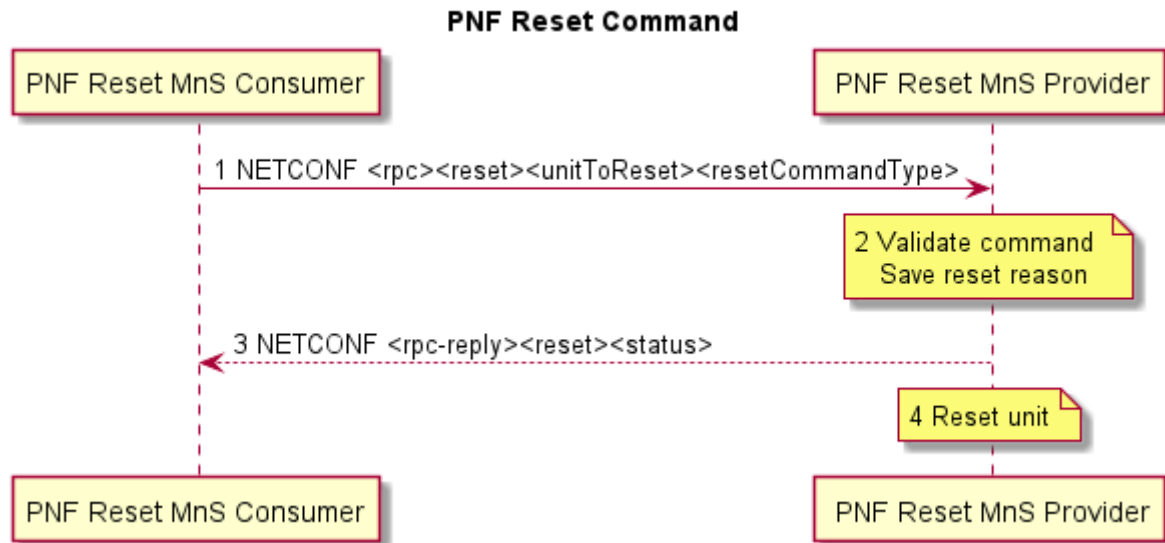 PNF Reset Command
PNF Reset MnS Consumer
PNF Reset MnS Provider
1 NETCONF <rpc><reset><unitToReset><resetCommandType>
2 Validate command
Save reset reason
3 NETCONF <rpc-reply><reset><status>
4 Reset unit
PNF Reset MnS Consumer
PNF Reset MnS Provider